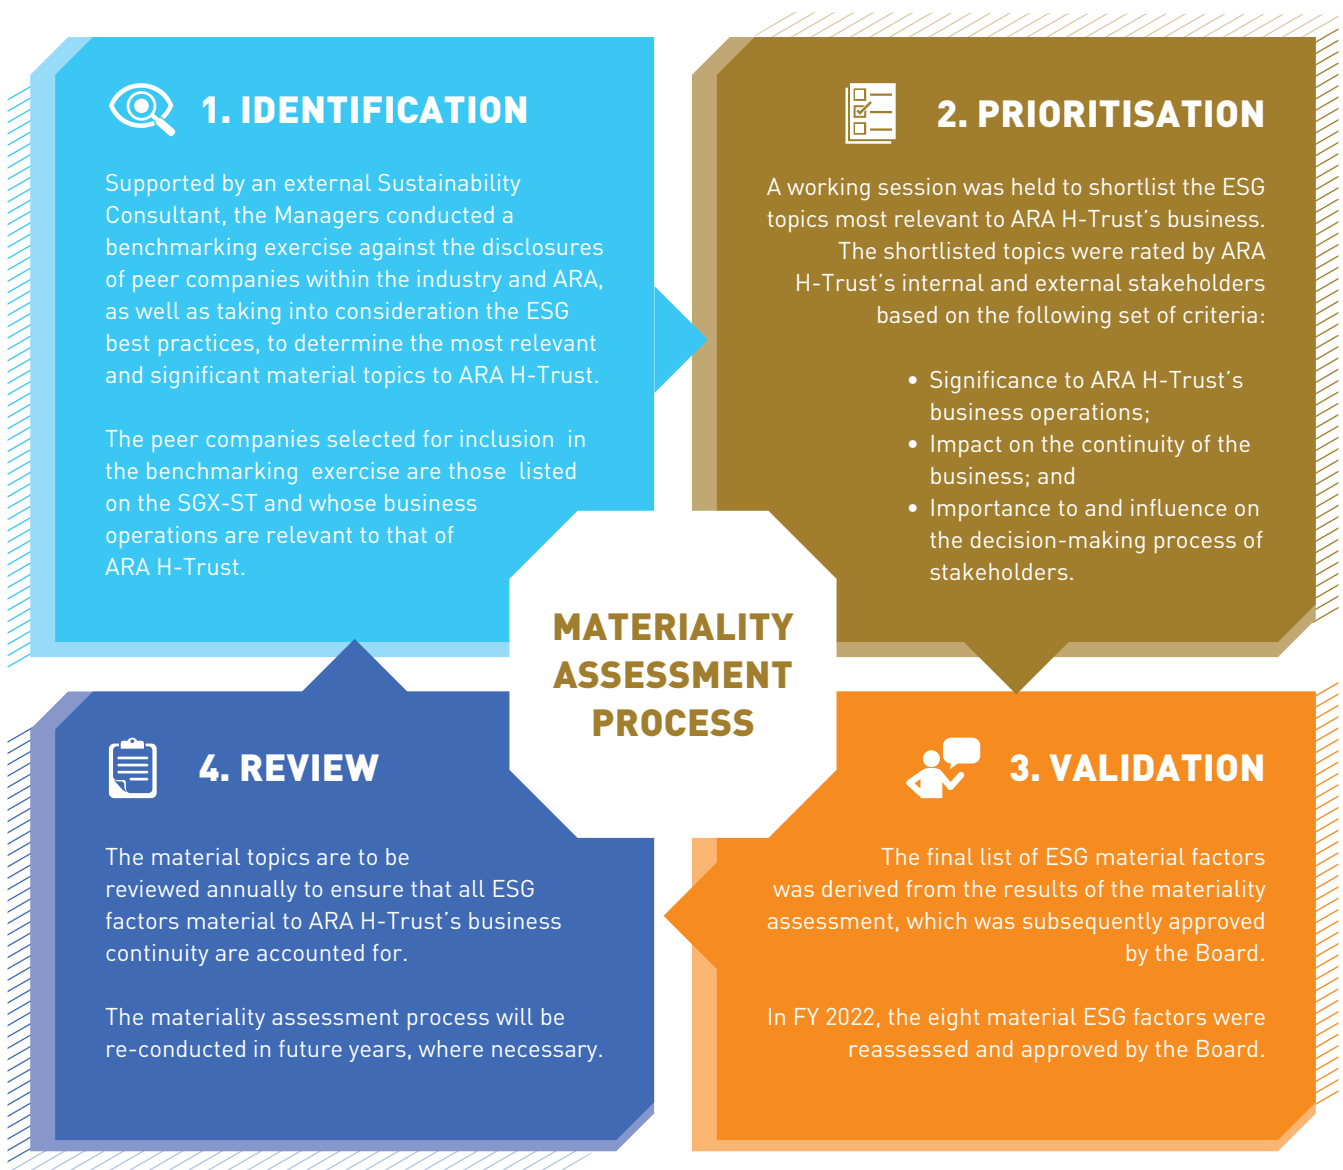 1. IDENTIFICATION
Supported by an external Sustainability
Consultant, the Managers conducted a
benchmarking exercise against the disclosures
of peer companies within the industry and ARA,
as well as taking into consideration the ESG
best practices, to determine the most relevant
and significant material topics to ARA H-Trust.
The peer companies selected for inclusion in
the benchmarking exercise are those listed
on the SGX-ST and whose business
operations are relevant to that of
ARA H-Trust.
2. PRIORITISATION
A working session was held to shortlist the ESG
topics most relevant to ARA H-Trust's business.
The shortlisted topics were rated by ARA
H-Trust's internal and external stakeholders
based on the following set of criteria:
• Significance to ARA H-Trust's
business operations;
• Impact on the continuity of the
business; and
• Importance to and influence on
the decision-making process of
stakeholders.
MATERIALITY
ASSESSMENT
PROCESS
3. VALIDATION
The final list of ESG material factors
was derived from the results of the materiality
assessment, which was subsequently approved
by the Board.
In FY 2022, the eight material ESG factors were
reassessed and approved by the Board.
4. REVIEW
The material topics are to be
reviewed annually to ensure that all ESG
factors material to ARA H-Trust's business
continuity are accounted for.
The materiality assessment process will be
re-conducted in future years, where necessary.